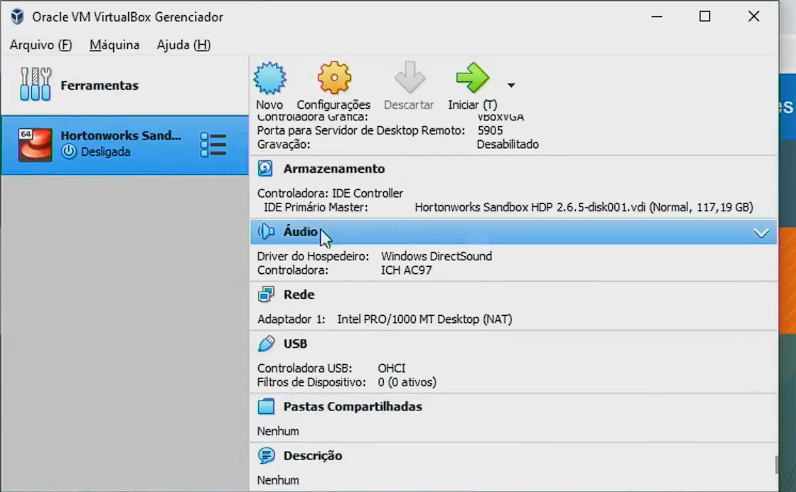 Oracle VM VirtualBox Gerenciador
Arquivo (F) Máquina Ajuda (H)
Ferramentas
Novo Configurações Descartar Iniciar (T)
64 Hortonworks Sand...
Desligada
Controladora Gráfica: VBoxVGA
Porta para Servidor de Desktop Remoto: 5905
Gravação: Desabilitado
Armazenamento
Controladora: IDE Controller
IDE Primário Master: Hortonworks Sandbox HDP 2.6.5-disk001.vdi (Normal, 117,19 GB)
Áudio
Driver do Hospedeiro: Windows DirectSound
Controladora: ICH AC97
Rede
Adaptador 1: Intel PRO/1000 MT Desktop (NAT)
USB
Controladora USB: OHCI
Filtros de Dispositivo: 0 (0 ativos)
Pastas Compartilhadas
Nenhum
Descrição
Nenhum